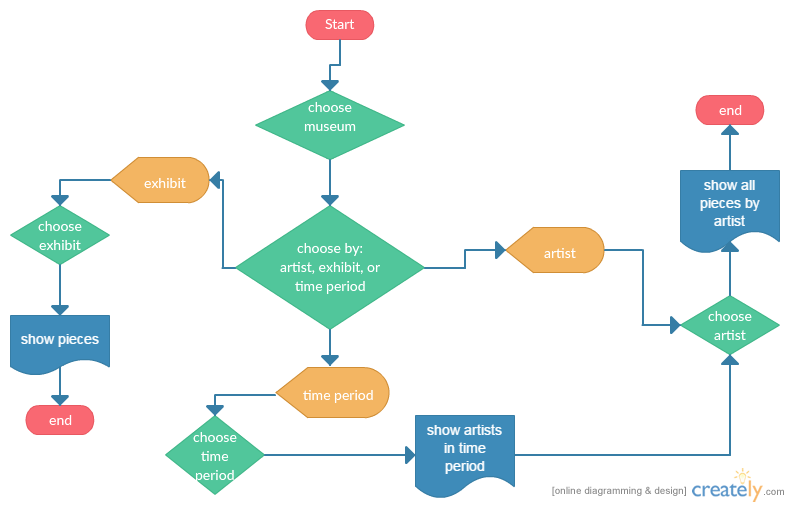 Start
choose
museum
end
show all
pieces by
artist
exhibit
choose
exhibit
choose by:
artist, exhibit, or
time period
artist
choose
artist
show pieces
end
time period
choose
time
period
show artists
in time
period
[online diagramming & design] creately.com